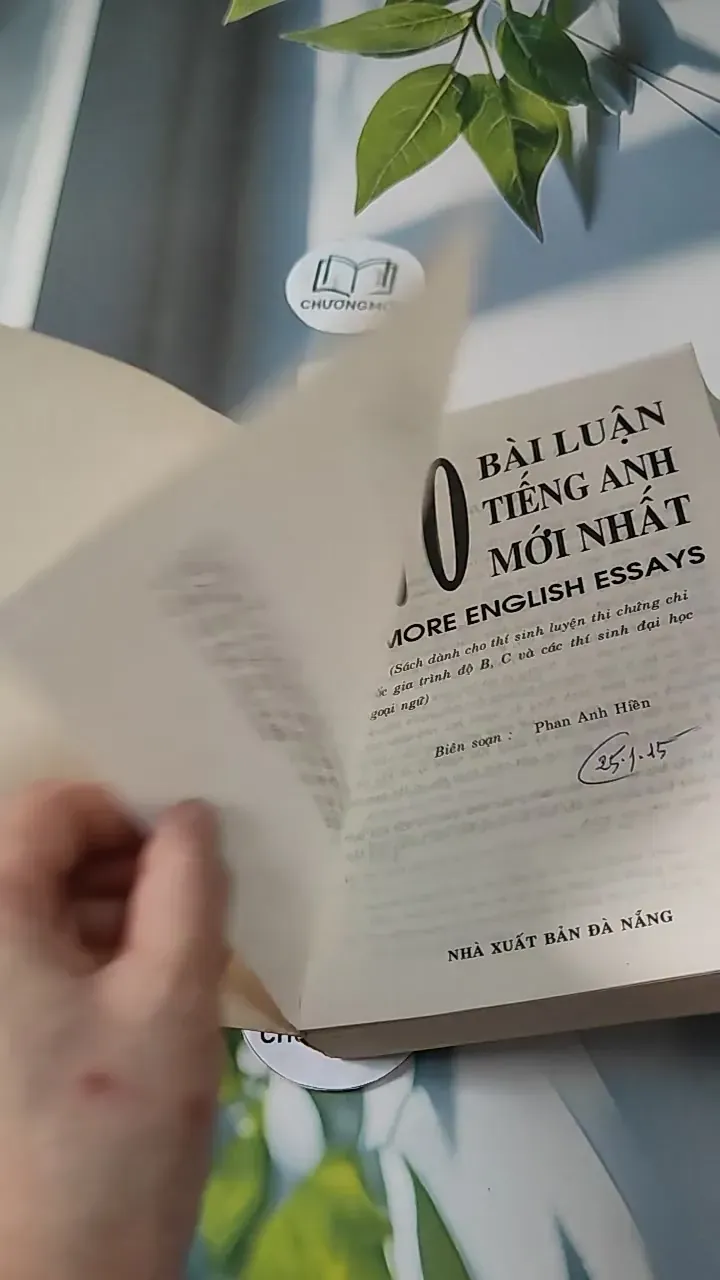 CHƯƠNGM
0 BÀI LUẬN
TIẾNG ANH
MỚI NHẤT
MORE ENGLISH ESSAYS
(Sách dành cho thí sinh luyện thi chứng chỉ
gia trình độ B, C và các thí sinh đại học
goại ngữ)
Biên soạn : Phan Anh Hiền
25.1.15
NHÀ XUẤT BẢN ĐÀ NẴNG